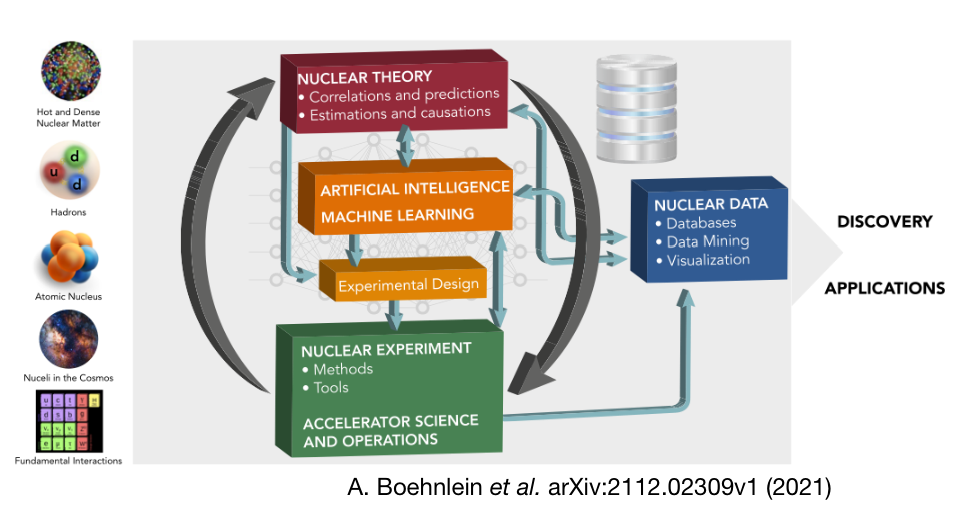 Hot and Dense
Nuclear Matter
u
d
d
Hadrons
Atomic Nucleus
Nuceli in the Cosmos
u c t
d s b g
e
Fundamental Interactions
NUCLEAR THEORY
• Correlations and predictions
• Estimations and causations
ARTIFICIAL INTELLIGENCE
MACHINE LEARNING
Experimental Design
NUCLEAR EXPERIMENT
• Methods
• Tools
ACCELERATOR SCIENCE
AND OPERATIONS
NUCLEAR DATA
• Databases
• Data Mining
• Visualization
DISCOVERY
APPLICATIONS
A. Boehnlein et al. arXiv:2112.02309v1 (2021)